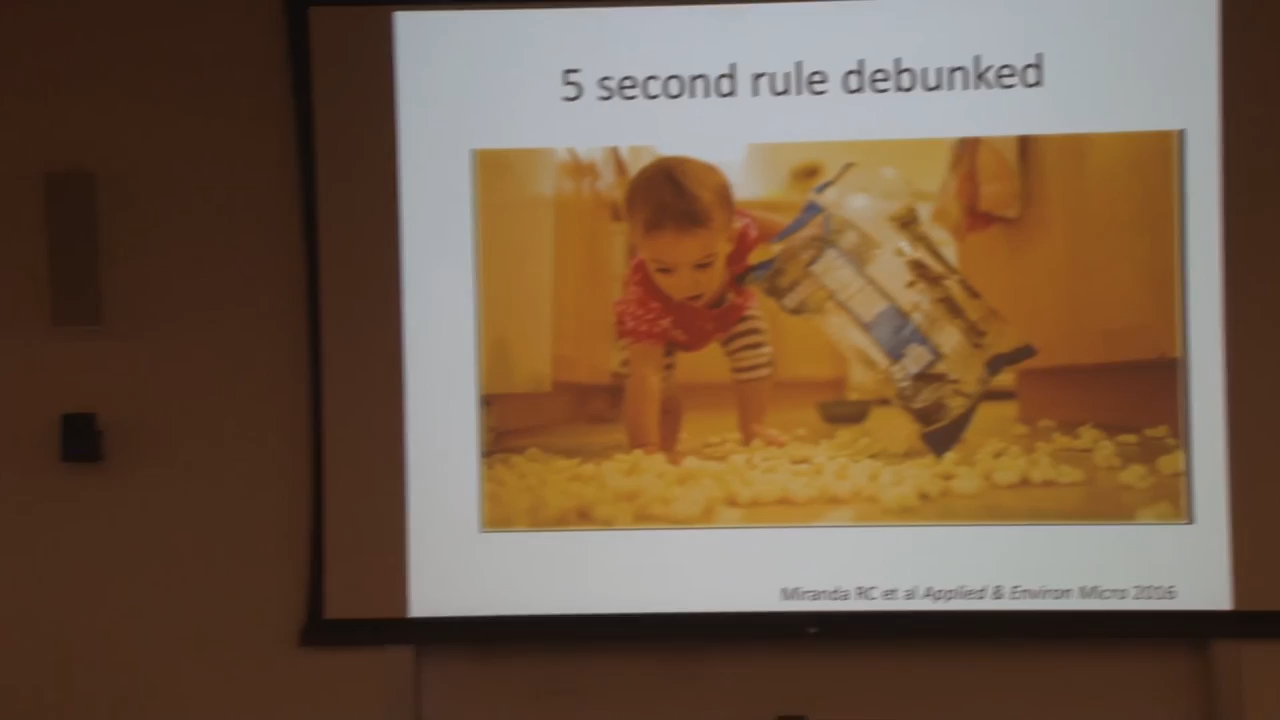 5 second rule debunked
Miranda RC et al Applied & Environ Micro 2016